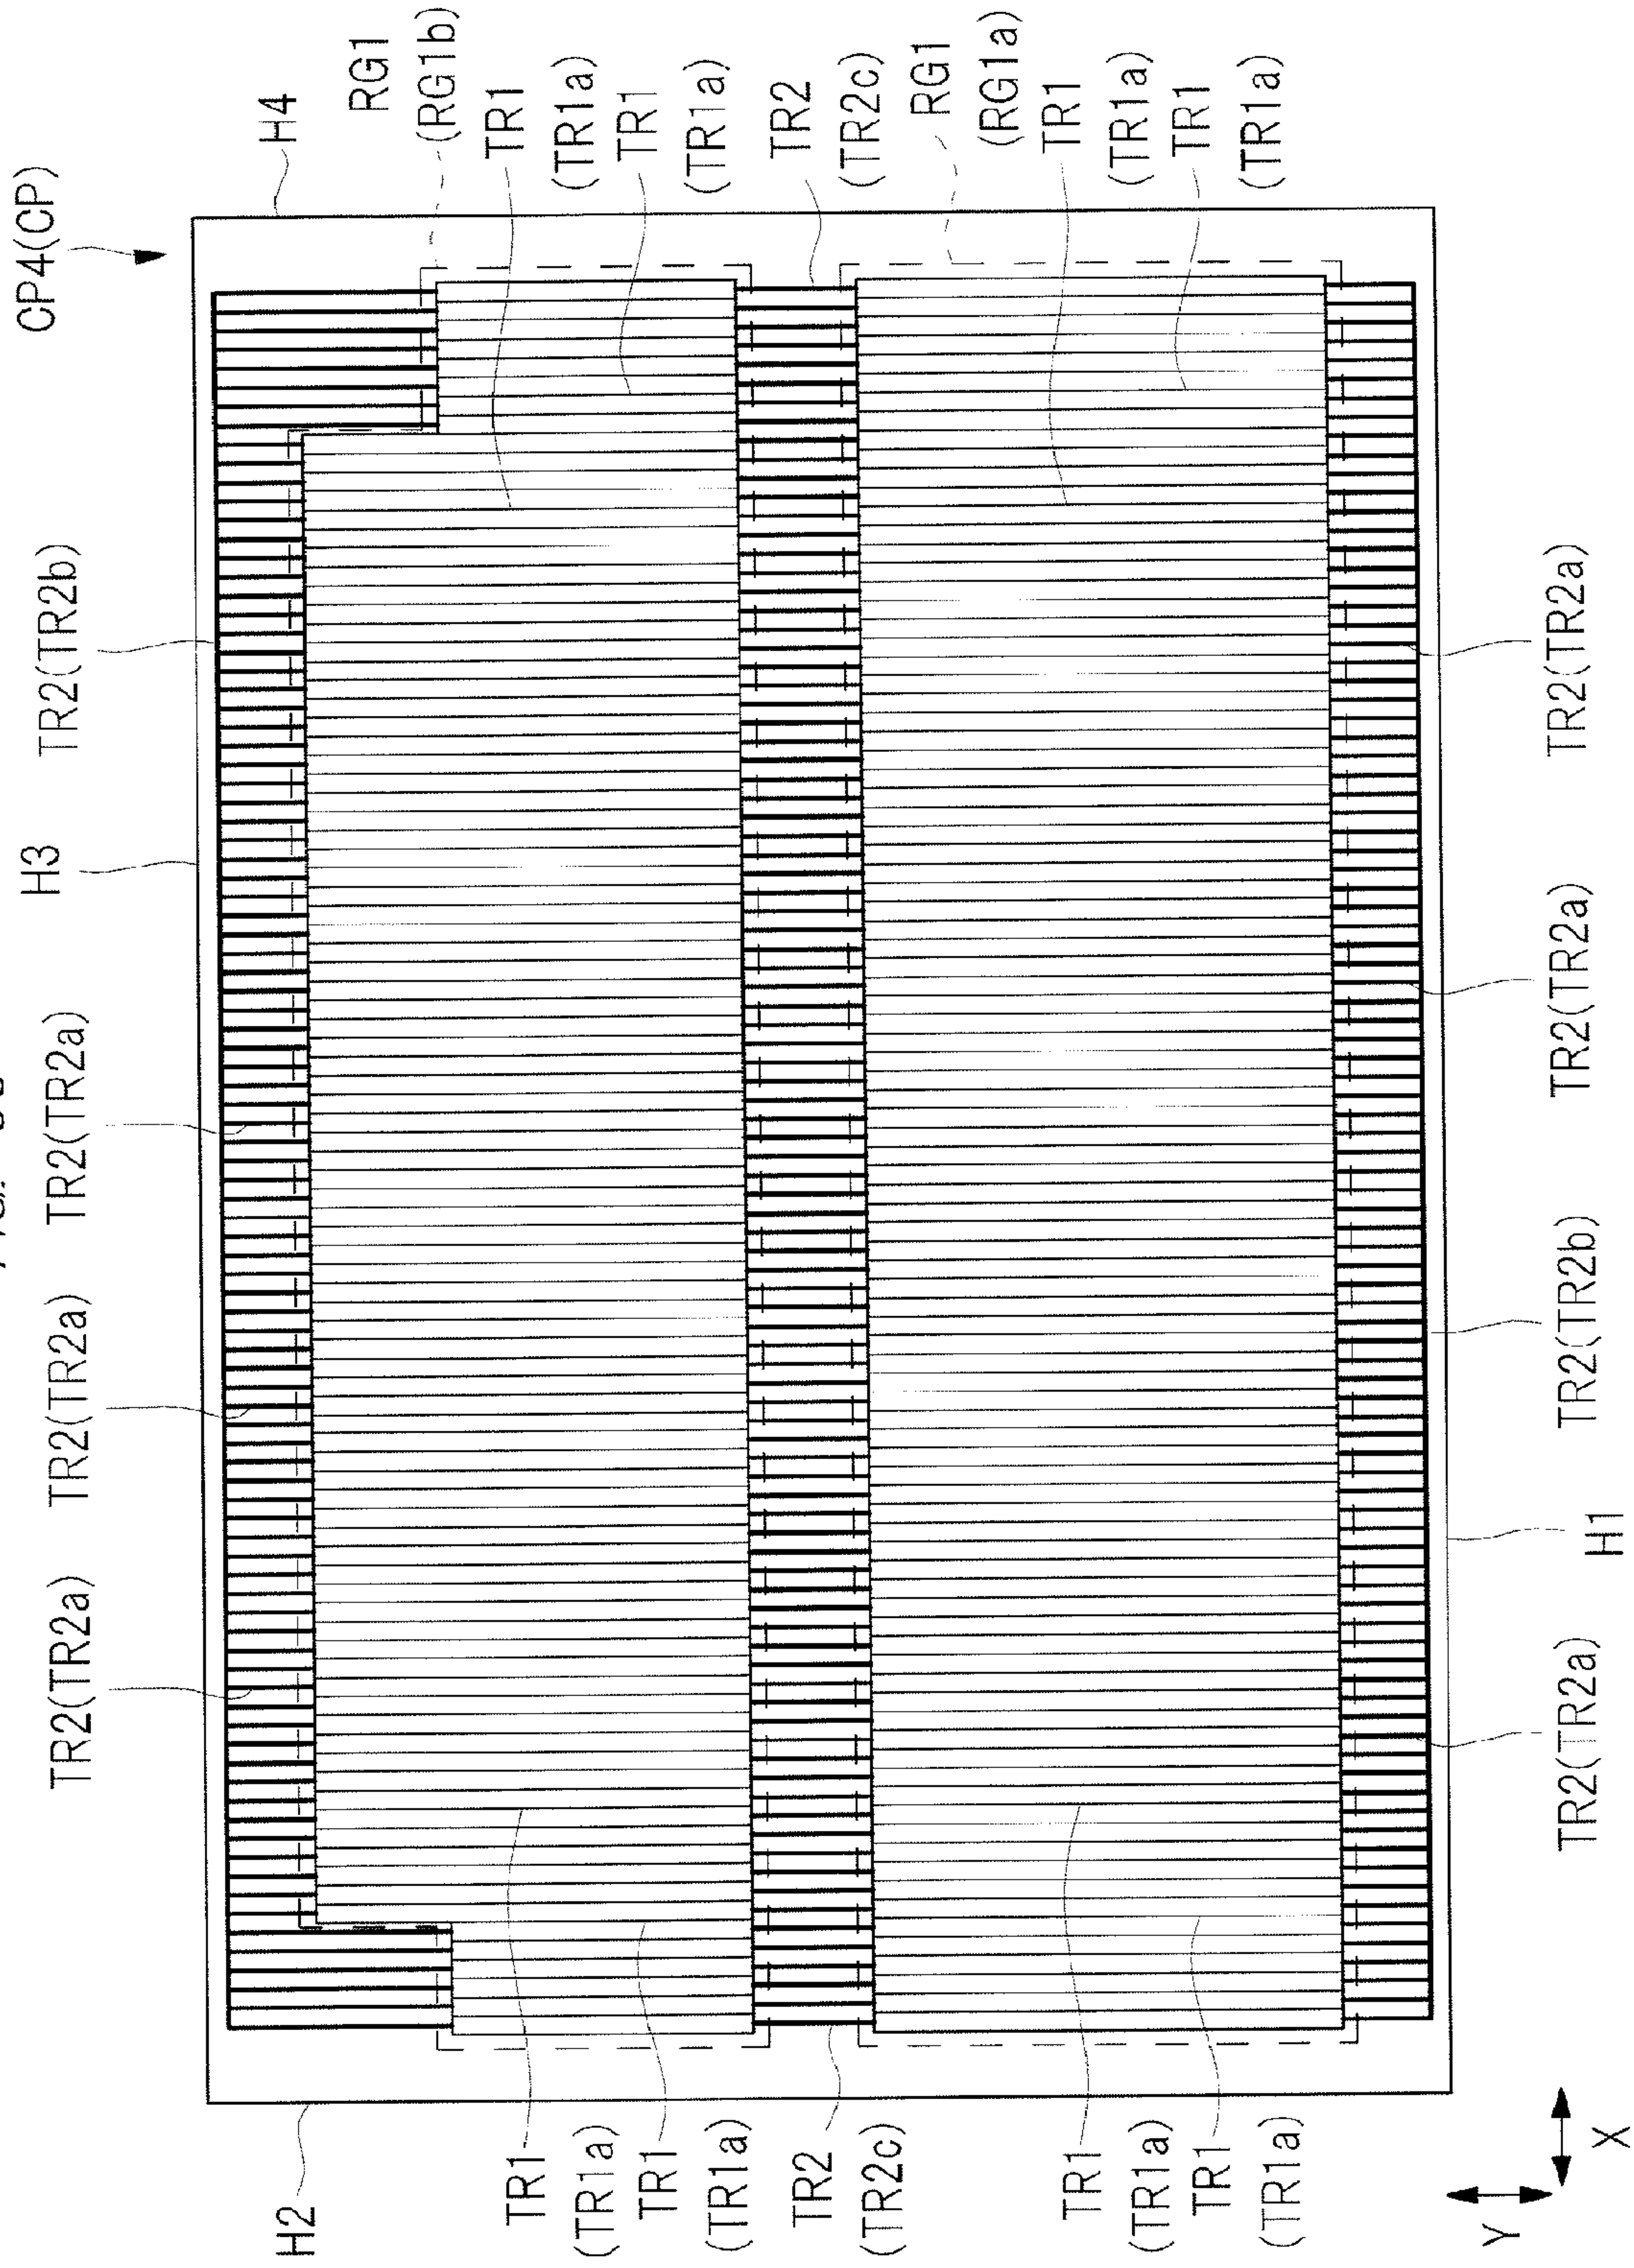 TR2(TR2a)
TR2(TR2a)
TR2(TR2a)
H3
TR2(TR2b)
CP4(CP)
H2
TR1
(TR1a)
TR1
(TR1a)
TR2
(TR2c)
TR1
(TR1a)
TR1
(TR1a)
H4
RG1
(RG1b)
TR1
(TR1a)
TR1
(TR1a)
TR2
(TR2c)
RG1
(RG1a)
TR1
(TR1a)
TR1
(TR1a)
TR2(TR2a)
H1
TR2(TR2b)
TR2(TR2a)
TR2(TR2a)
Y
X